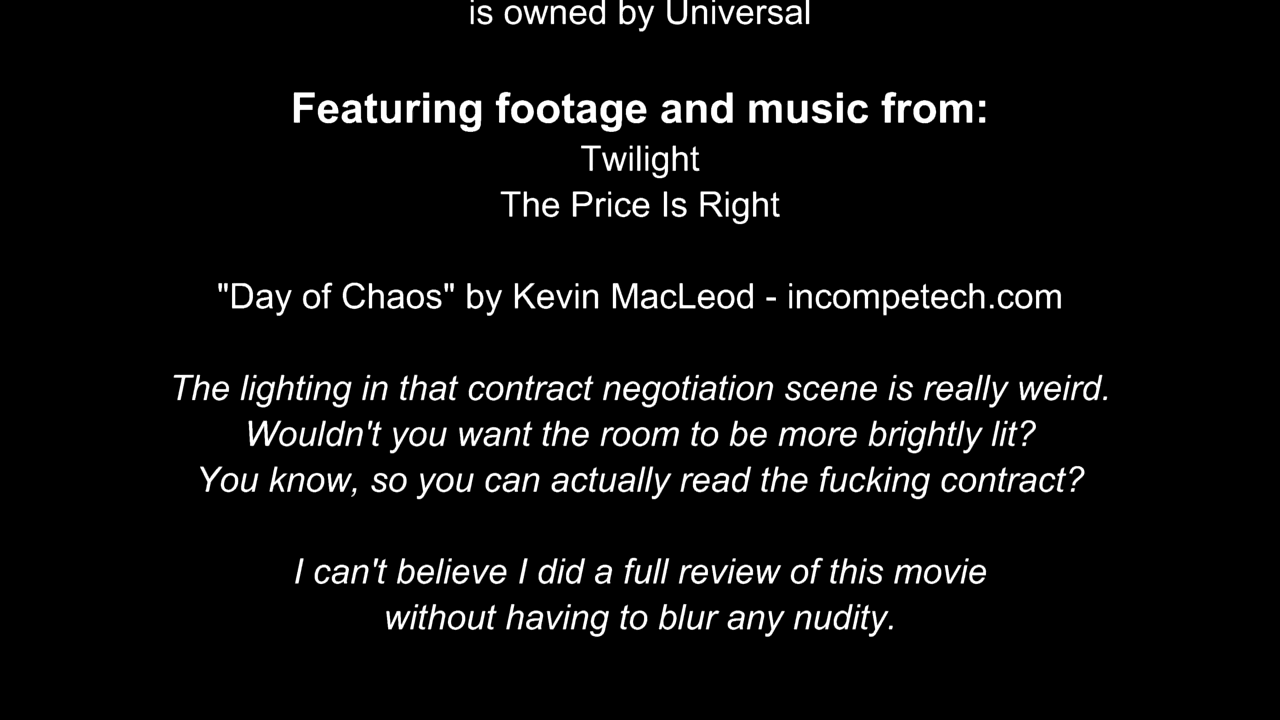 is owned by Universal
Featuring footage and music from:
Twilight
The Price Is Right
"Day of Chaos" by Kevin MacLeod - incompetech.com
The lighting in that contract negotiation scene is really weird.
Wouldn't you want the room to be more brightly lit?
You know, so you can actually read the fucking contract?
I can't believe I did a full review of this movie
without having to blur any nudity.